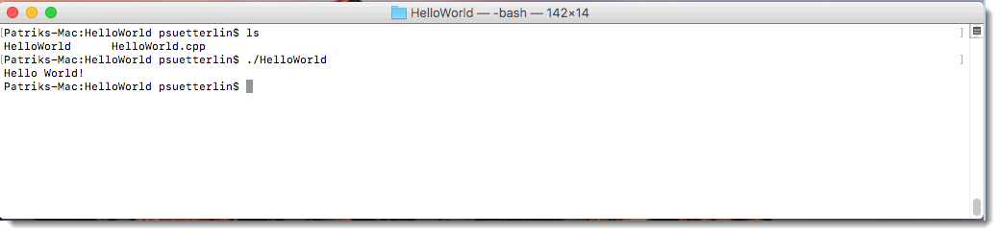 HelloWorld — -bash — 142×14
[Patriks-Mac:HelloWorld psuetterlin$ ls ]
HelloWorld HelloWorld.cpp
[Patriks-Mac:HelloWorld psuetterlin$ ./HelloWorld ]
Hello World!
Patriks-Mac:HelloWorld psuetterlin$